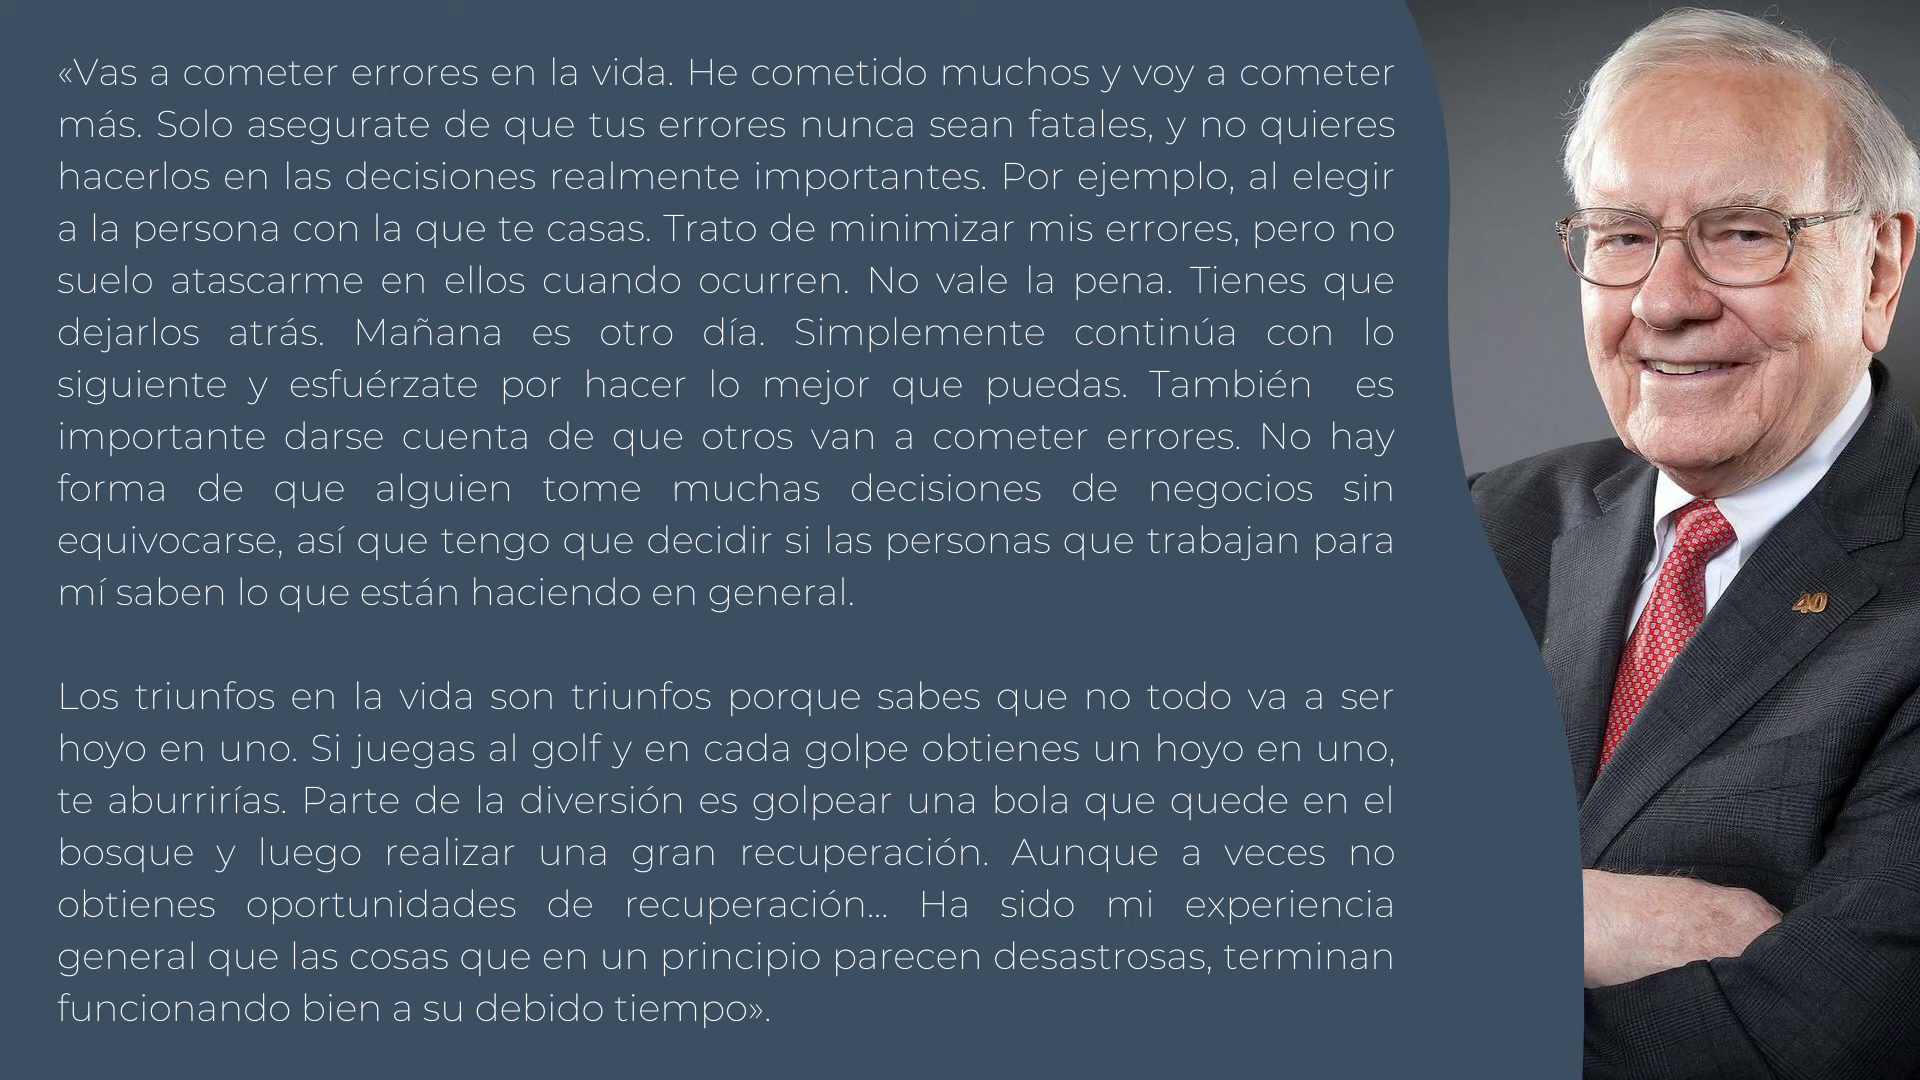 «Vas a cometer errores en la vida. He cometido muchos y voy a cometer
más. Solo asegurate de que tus errores nunca sean fatales, y no quieres
hacerlos en las decisiones realmente importantes. Por ejemplo, al elegir
a la persona con la que te casas. Trato de minimizar mis errores, pero no
suelo atascarme en ellos cuando ocurren. No vale la pena. Tienes que
dejarlos atrás. Mañana es otro día. Simplemente continúa con lo
siguiente y esfuérzate por hacer lo mejor que puedas. También es
importante darse cuenta de que otros van a cometer errores. No hay
forma de que alguien tome muchas decisiones de negocios sin
equivocarse, así que tengo que decidir si las personas que trabajan para
mí saben lo que están haciendo en general.
Los triunfos en la vida son triunfos porque sabes que no todo va a ser
hoyo en uno. Si juegas al golf y en cada golpe obtienes un hoyo en uno,
te aburrirías. Parte de la diversión es golpear una bola que quede en el
bosque y luego realizar una gran recuperación. Aunque a veces no
obtienes oportunidades de recuperación... Ha sido mi experiencia
general que las cosas que en un principio parecen desastrosas, terminan
funcionando bien a su debido tiempo».
40